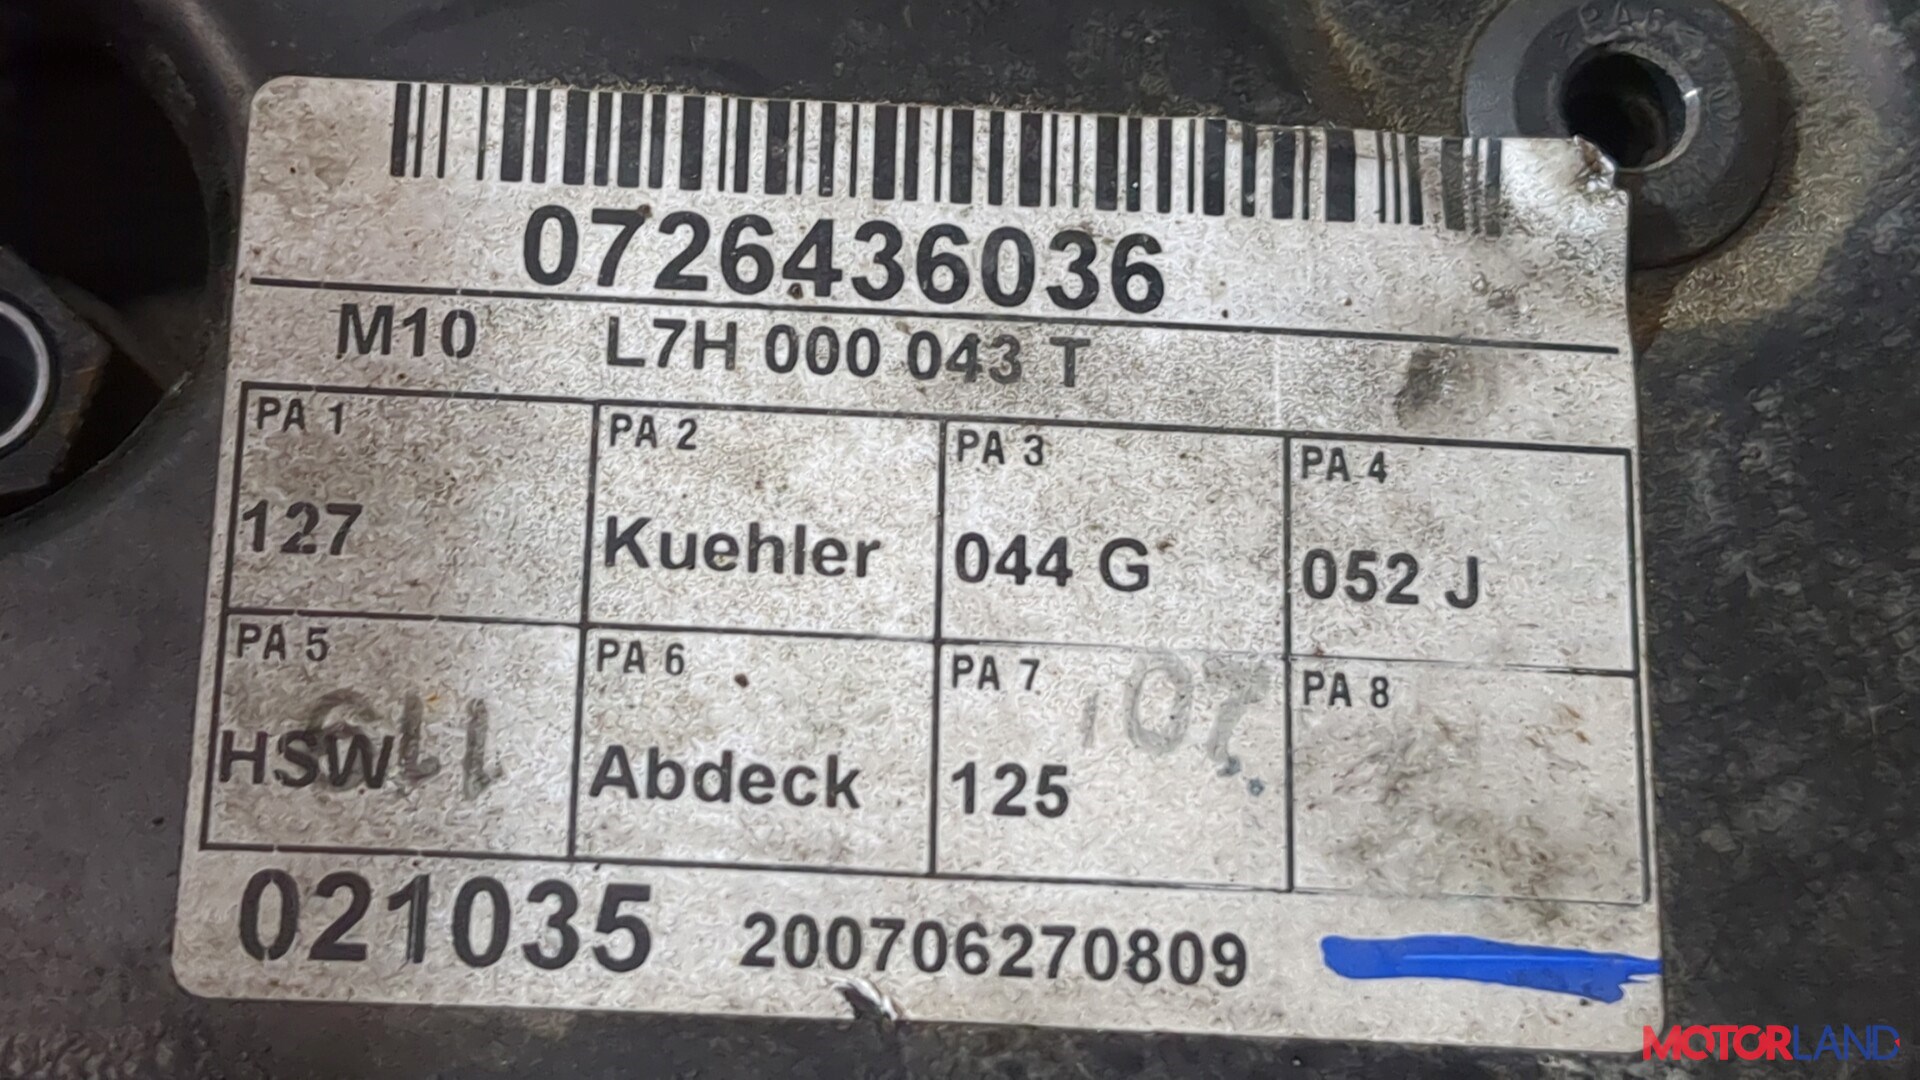 0726436036
M10 L7H 000 043 T
PA 1 PA 2 PA 3 PA 4
127 Kuehler 044 G 052 J
PA 5 PA 6 PA 7 PA 8
HSW Abdeck 125
021035 200706270809
MOTORLAND